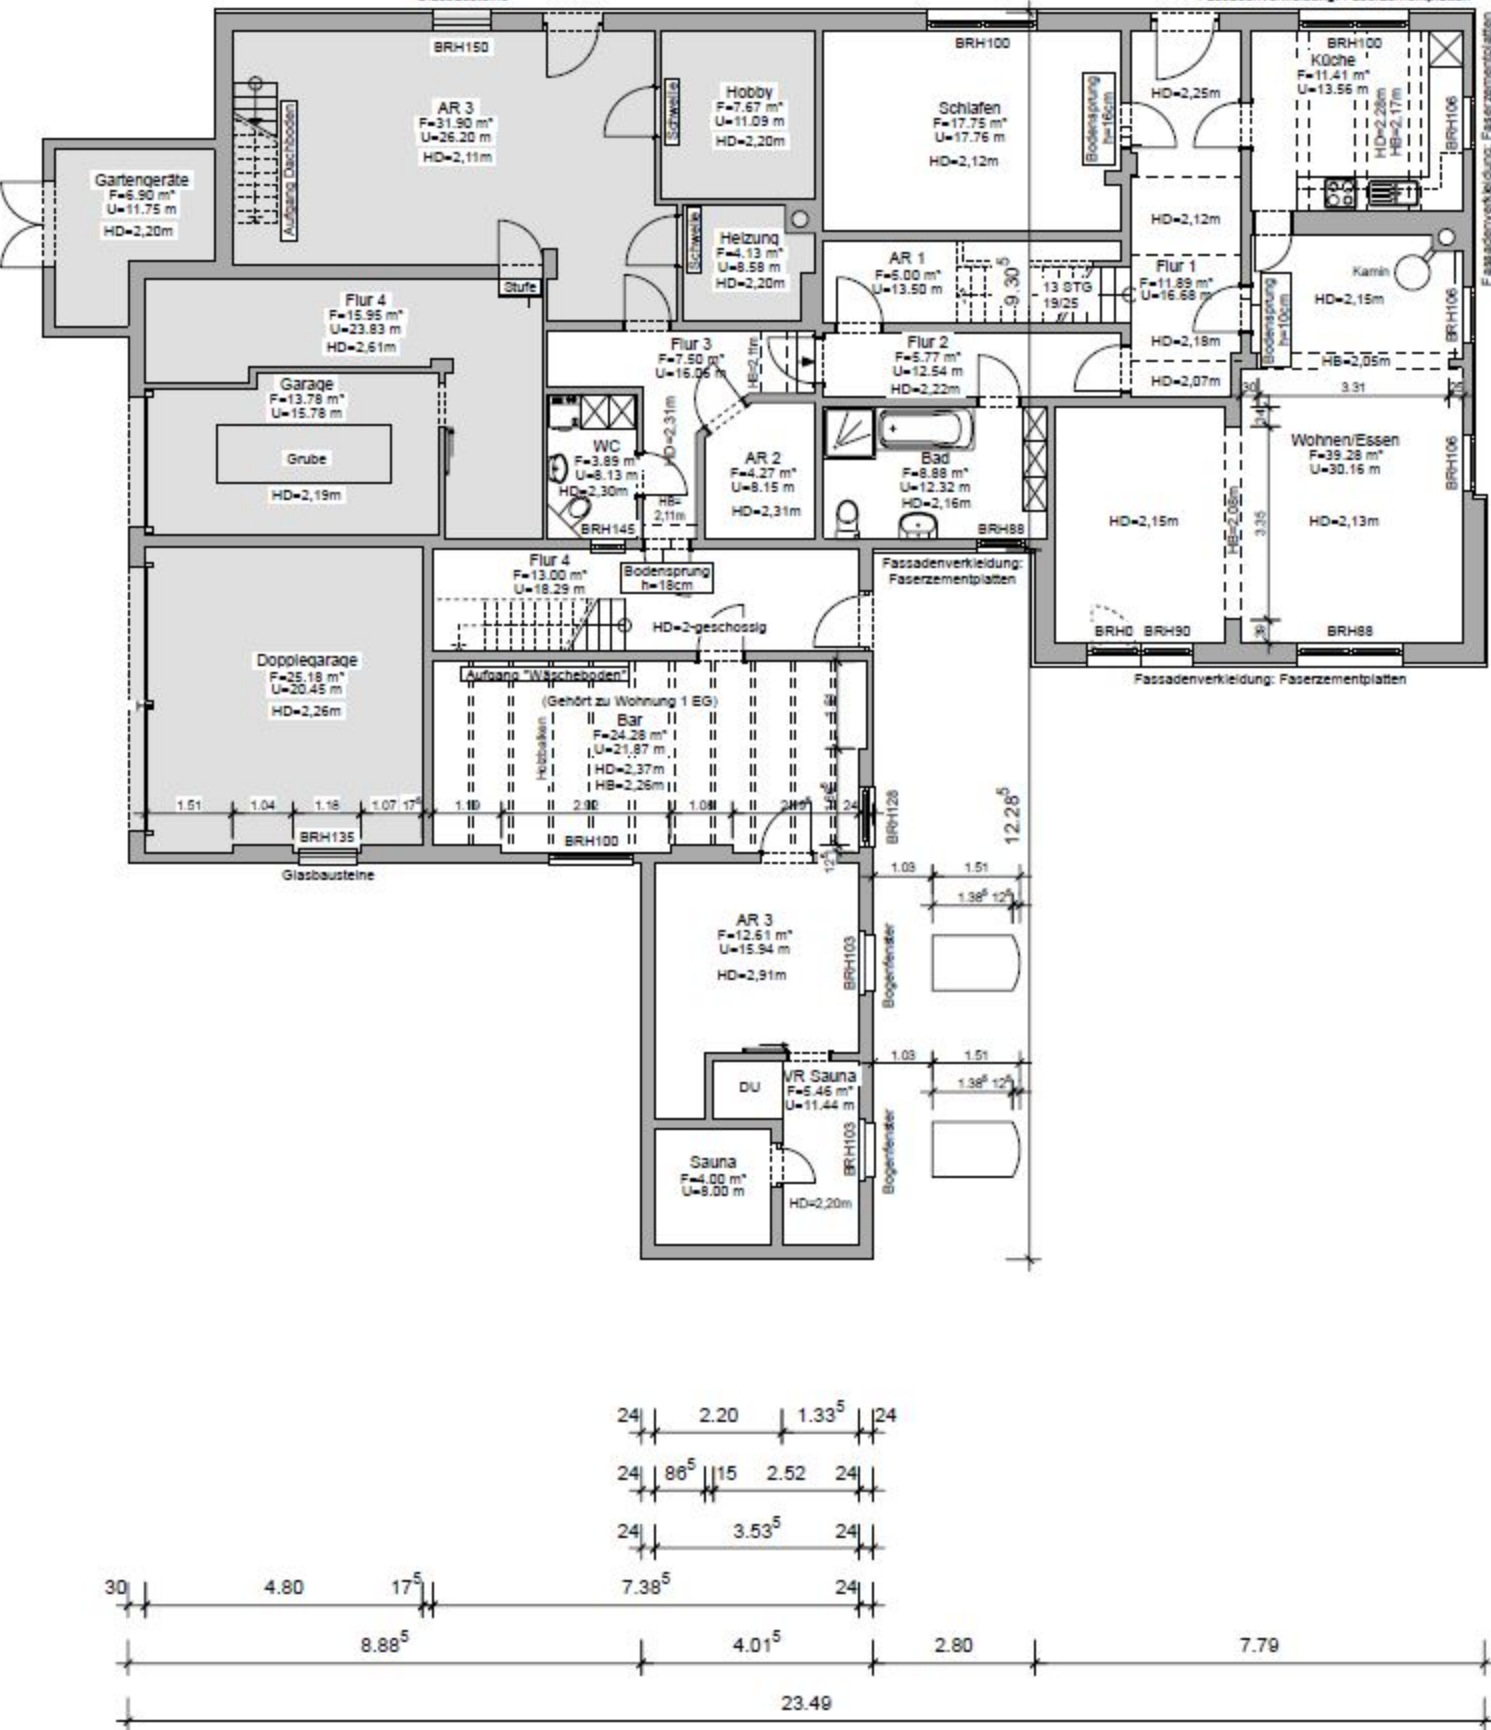 BRH150
AR 3
F=31.90 m²
U=26.20 m
HD=2,11m
Aufgang Dachboden
Schwelle
Hobby
F=7.67 m²
U=11.09 m
HD=2,20m
BRH100
Schlafen
F=17.75 m²
U=17.76 m
HD=2,12m
Bodensprung
h=16cm
HD=2,25m
BRH100
Küche
F=11.41 m²
U=13.56 m
HD=2,28m
HB=2,17m
BRH106
Fassadenverkleidung: Faserzementplatten
Gartengeräte
F=6.90 m²
U=11.75 m
HD=2,20m
Schwelle
Heizung
F=4.13 m²
U=8.58 m
HD=2,20m
AR 1
F=5.00 m²
U=13.50 m
9.30⁵
13 STG
19/25
HD=2,12m
Flur 1
F=11.89 m²
U=16.68 m
HD=2,18m
HD=2,07m
Kamin
HD=2,15m
Bodensprung
h=10cm
BRH106
HB=2,05m
Stufe
Flur 4
F=15.95 m²
U=23.83 m
HD=2,61m
Flur 3
F=7.50 m²
HD=2,31m
Flur 2
F=5.77 m²
U=12.54 m
HD=2,22m
30
3.31
25
Garage
F=13.78 m²
U=15.78 m
Grube
HD=2,19m
WC
F=3.89 m²
U=8.13 m
HD=2,30m
BRH145
HB=
2,11m
AR 2
F=4.27 m²
U=8.15 m
HD=2,31m
Bad
F=8.88 m²
U=12.32 m
HD=2,16m
BRH88
HD=2,15m
3.35
Wohnen/Essen
F=39.28 m²
U=30.16 m
HD=2,13m
BRH106
BRH0
BRH90
BRH88
Fassadenverkleidung: Faserzementplatten
Flur 4
F=13.00 m²
U=18.29 m
Bodensprung
h=18cm
HD=2-geschossig
Fassadenverkleidung:
Faserzementplatten
Dopplegarage
F=25.18 m²
U=20.45 m
HD=2,26m
Aufgang "Wäscheboden"
(Gehört zu Wohnung 1 EG)
Bar
F=24.28 m²
U=21.87 m
HD=2,37m
HB=2,26m
Holzbalken
1.51
1.04
1.16
1.07
17⁵
24
BRH135
BRH100
BRH128
Glasbausteine
12.28⁵
1.03
1.51
1.38⁵
12⁵
AR 3
F=12.61 m²
U=15.94 m
HD=2,91m
BRH103
Bogenfenster
1.03
1.51
1.38⁵
12⁵
DU
VR Sauna
F=5.46 m²
U=11.44 m
BRH103
Bogenfenster
Sauna
F=4.00 m²
U=8.00 m
HD=2,20m
24 2.20 1.33⁵ 24
24 86⁵ 15 2.52 24
24 3.53⁵ 24
30 4.80 17⁵ 7.38⁵ 24
8.88⁵ 4.01⁵ 2.80 7.79
23.49